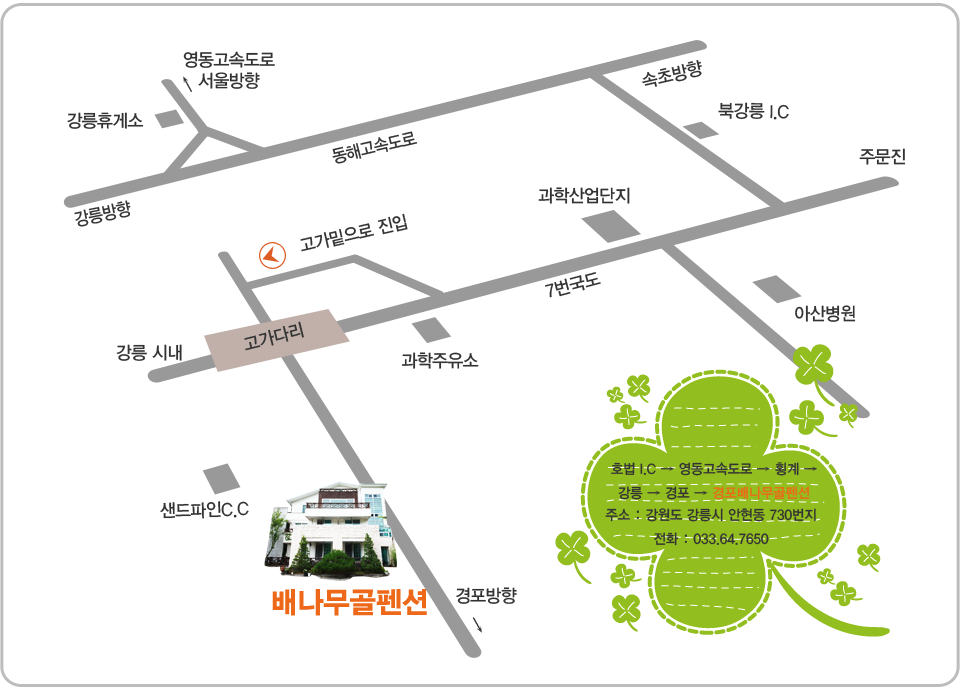 영동고속도로
서울방향
강릉휴게소
속초방향
북강릉 I.C
동해고속도로
주문진
강릉방향
과학산업단지
고가밑으로 진입
7번국도
아산병원
고가다리
강릉 시내
과학주유소
호법 I.C → 영동고속도로 → 횡계 →
강릉 → 경포 → 경포배나무골펜션
주소 : 강원도 강릉시 안현동 730번지
전화 : 033.64.7650
샌드파인C.C
배나무골펜션
경포방향